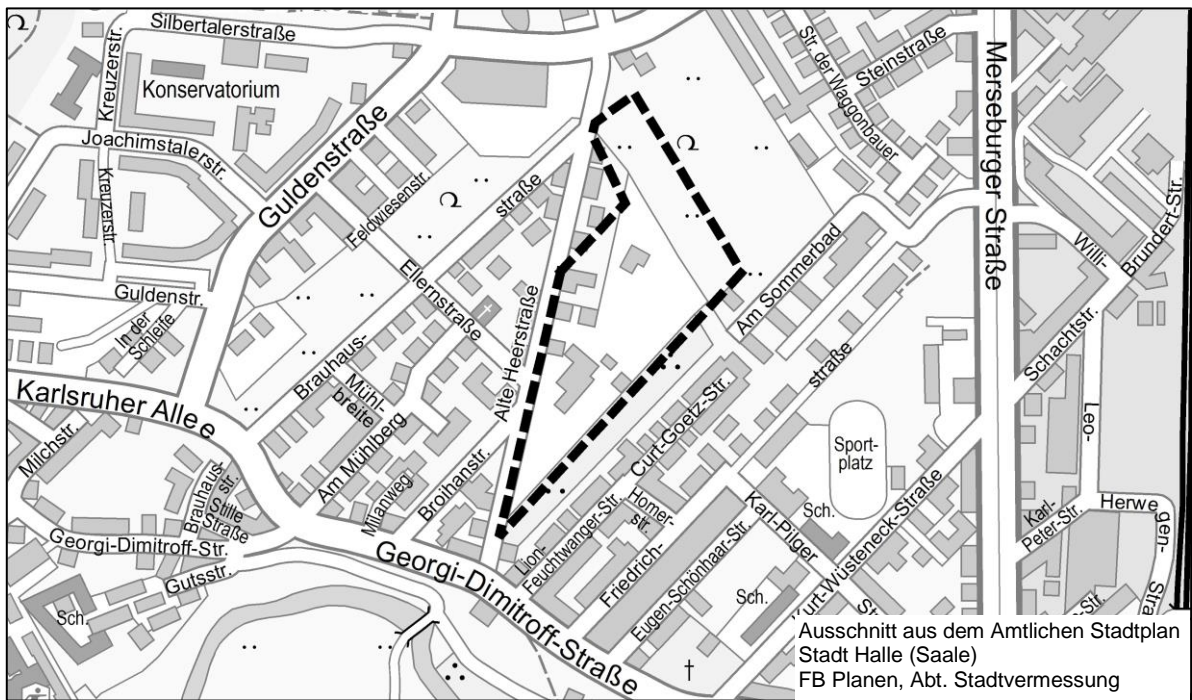 Silbertalerstraße
Kreuzerstr.
Konservatorium
Joachimstalerstr.
Kreuzerstr.
Guldenstraße
Feldwiesenstr.
Guldenstr.
In der
Schleife
Ellernstraße
Brauhaus-
straße
Mühl-
breite
Am Mühlberg
Milanweg
Broihanstr.
Alte Heerstraße
Karlsruher Allee
Milchstr.
Brauhaus-
str.
Stille
Straße
Georgi-Dimitroff-Str.
Gutsstr.
Sch.
Georgi-Dimitroff-Straße
Str. der Waggonbauer
Steinstraße
Merseburger Straße
Am Sommerbad
Willi-
Brundert-Str.
Schachtstr.
Curt-Goetz-Str.
Lion-
Feuchtwanger-Str.
Homer-
str.
Friedrich-
straße
Eugen-Schönhaar-Str.
Karl-Pilger
Sport-
platz
Sch.
Sch.
Kurt-Wüsteneck-Straße
Leo-
Herwe gen-
Stra
Karl-
Peter-Str.
Ausschnitt aus dem Amtlichen Stadtplan
Stadt Halle (Saale)
FB Planen, Abt. Stadtvermessung